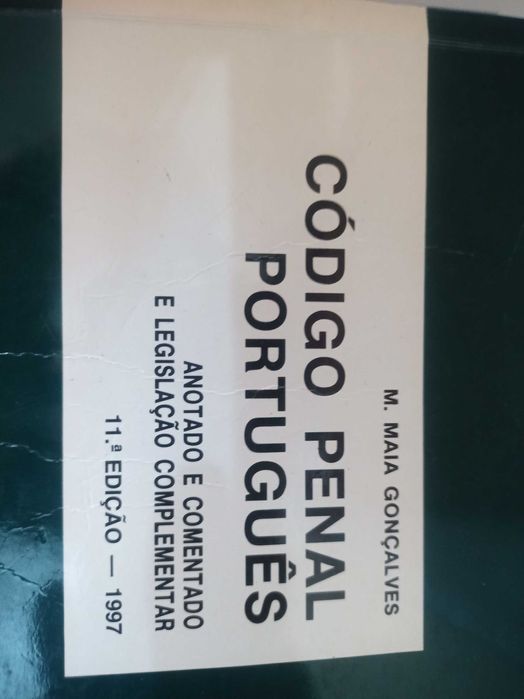 M. MAIA GONÇALVES
CÓDIGO PENAL
PORTUGUÊS
ANOTADO E COMENTADO
E LEGISLAÇÃO COMPLEMENTAR
11.ª EDIÇÃO — 1997